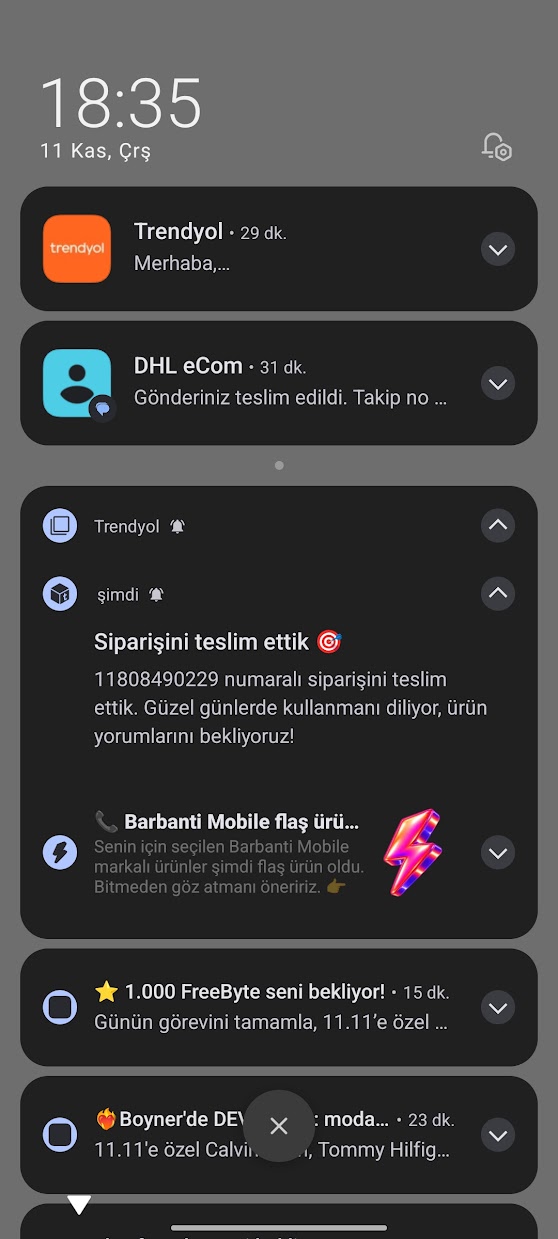 18:35
11 Kas, Çrş
trendyol
Trendyol • 29 dk.
Merhaba,...
DHL eCom • 31 dk.
Gönderiniz teslim edildi. Takip no ...
Trendyol
şimdi
Siparişini teslim ettik 🎯
11808490229 numaralı siparişini teslim
ettik. Güzel günlerde kullanmanı diliyor, ürün
yorumlarını bekliyoruz!
📞 Barbanti Mobile flaş ürü...
Senin için seçilen Barbanti Mobile
markalı ürünler şimdi flaş ürün oldu.
Bitmeden göz atmanı öneririz. 👉
⭐ 1.000 FreeByte seni bekliyor! • 15 dk.
Günün görevini tamamla, 11.11’e özel ...
❤️‍🔥Boyner'de DEV : moda... • 23 dk.
11.11'e özel Calvin , Tommy Hilfig...